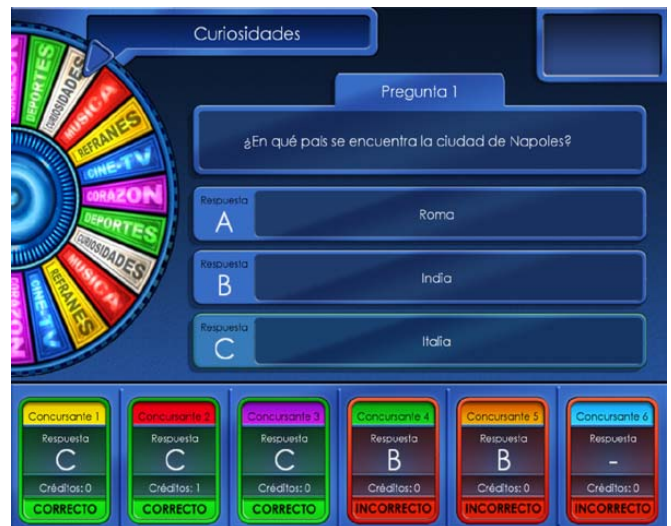 Curiosidades
DEPORTES
CURIOSIDADES
MUSICA
REFRANES
CINE-TV
CORAZON
DEPORTES
CURIOSIDADES
MUSICA
REFRANES
CINE-TV
CORAZON
Pregunta 1
¿En qué pais se encuentra la ciudad de Napoles?
Respuesta
A
Roma
Respuesta
B
India
Respuesta
C
Italia
Concursante 1
Respuesta
C
Créditos: 0
CORRECTO
Concursante 2
Respuesta
C
Créditos: 1
CORRECTO
Concursante 3
Respuesta
C
Créditos: 0
CORRECTO
Concursante 4
Respuesta
B
Créditos: 0
INCORRECTO
Concursante 5
Respuesta
B
Créditos: 0
INCORRECTO
Concursante 6
Respuesta
-
Créditos: 0
INCORRECTO